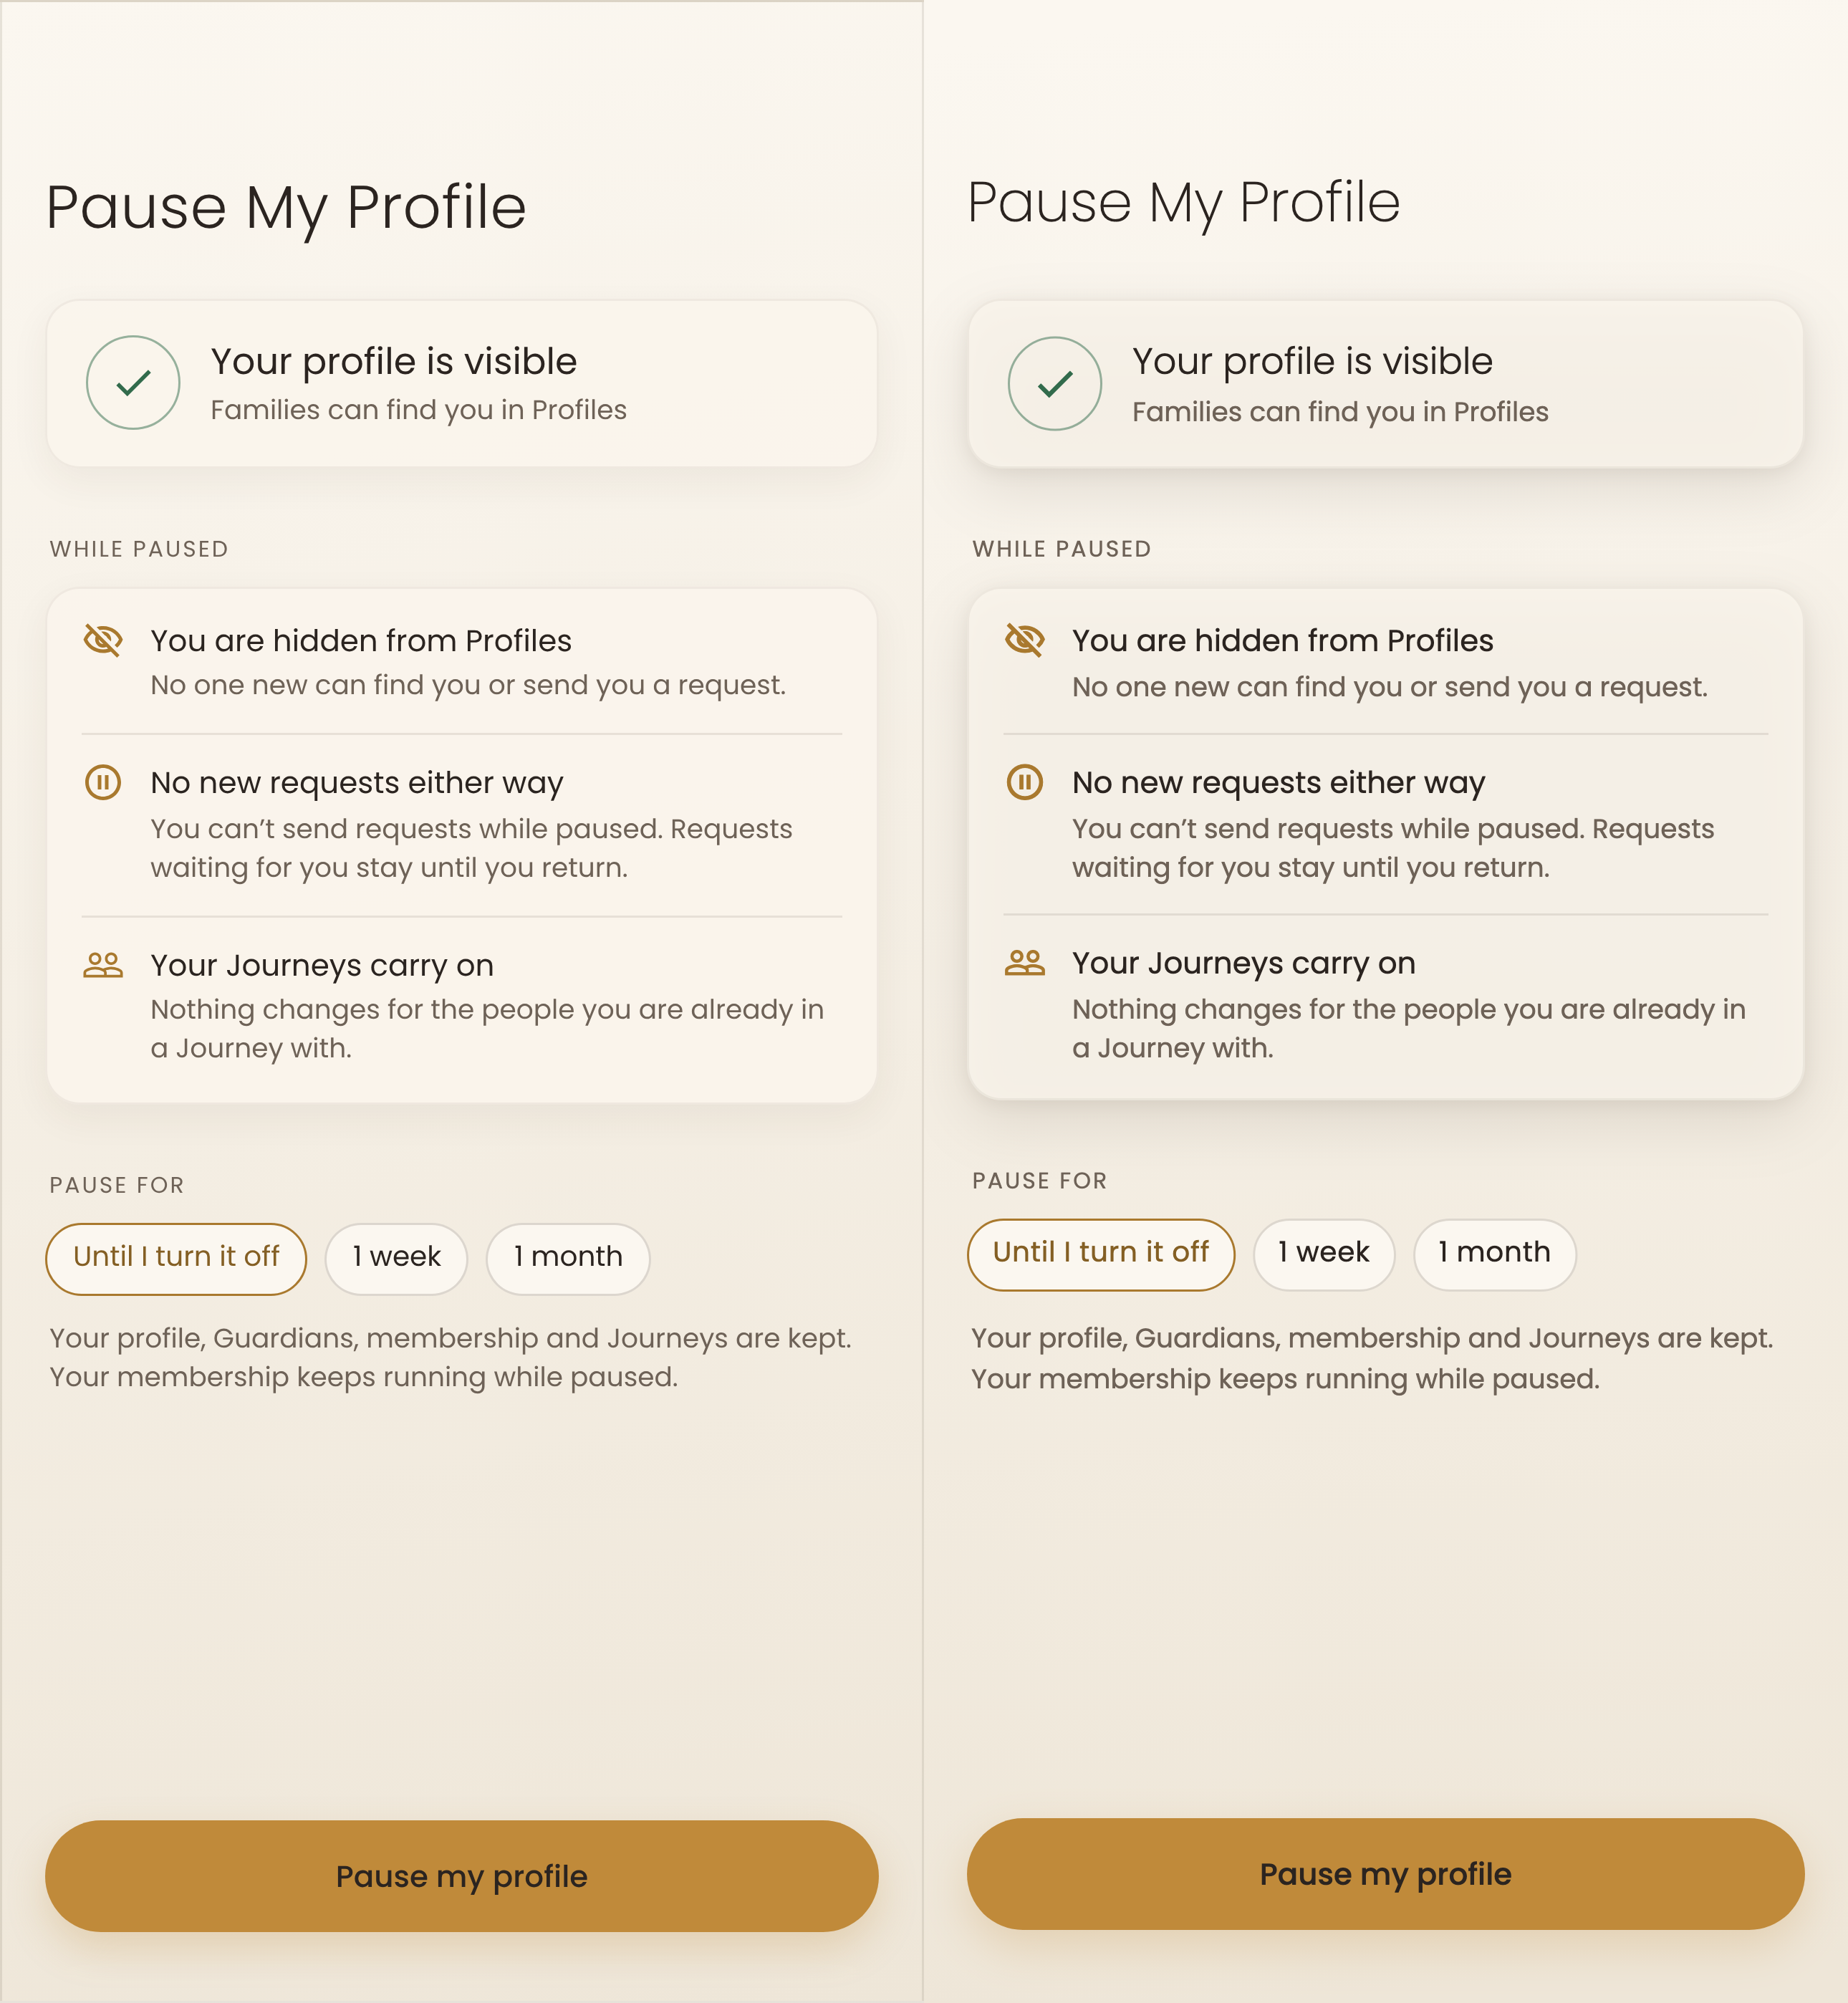 Pause My Profile
Your profile is visible
Families can find you in Profiles
WHILE PAUSED
You are hidden from Profiles
No one new can find you or send you a request.
No new requests either way
You can’t send requests while paused. Requests
waiting for you stay until you return.
Your Journeys carry on
Nothing changes for the people you are already in
a Journey with.
PAUSE FOR
Until I turn it off
1 week
1 month
Your profile, Guardians, membership and Journeys are kept.
Your membership keeps running while paused.
Pause my profile
Pause My Profile
Your profile is visible
Families can find you in Profiles
WHILE PAUSED
You are hidden from Profiles
No one new can find you or send you a request.
No new requests either way
You can’t send requests while paused. Requests
waiting for you stay until you return.
Your Journeys carry on
Nothing changes for the people you are already in
a Journey with.
PAUSE FOR
Until I turn it off
1 week
1 month
Your profile, Guardians, membership and Journeys are kept.
Your membership keeps running while paused.
Pause my profile